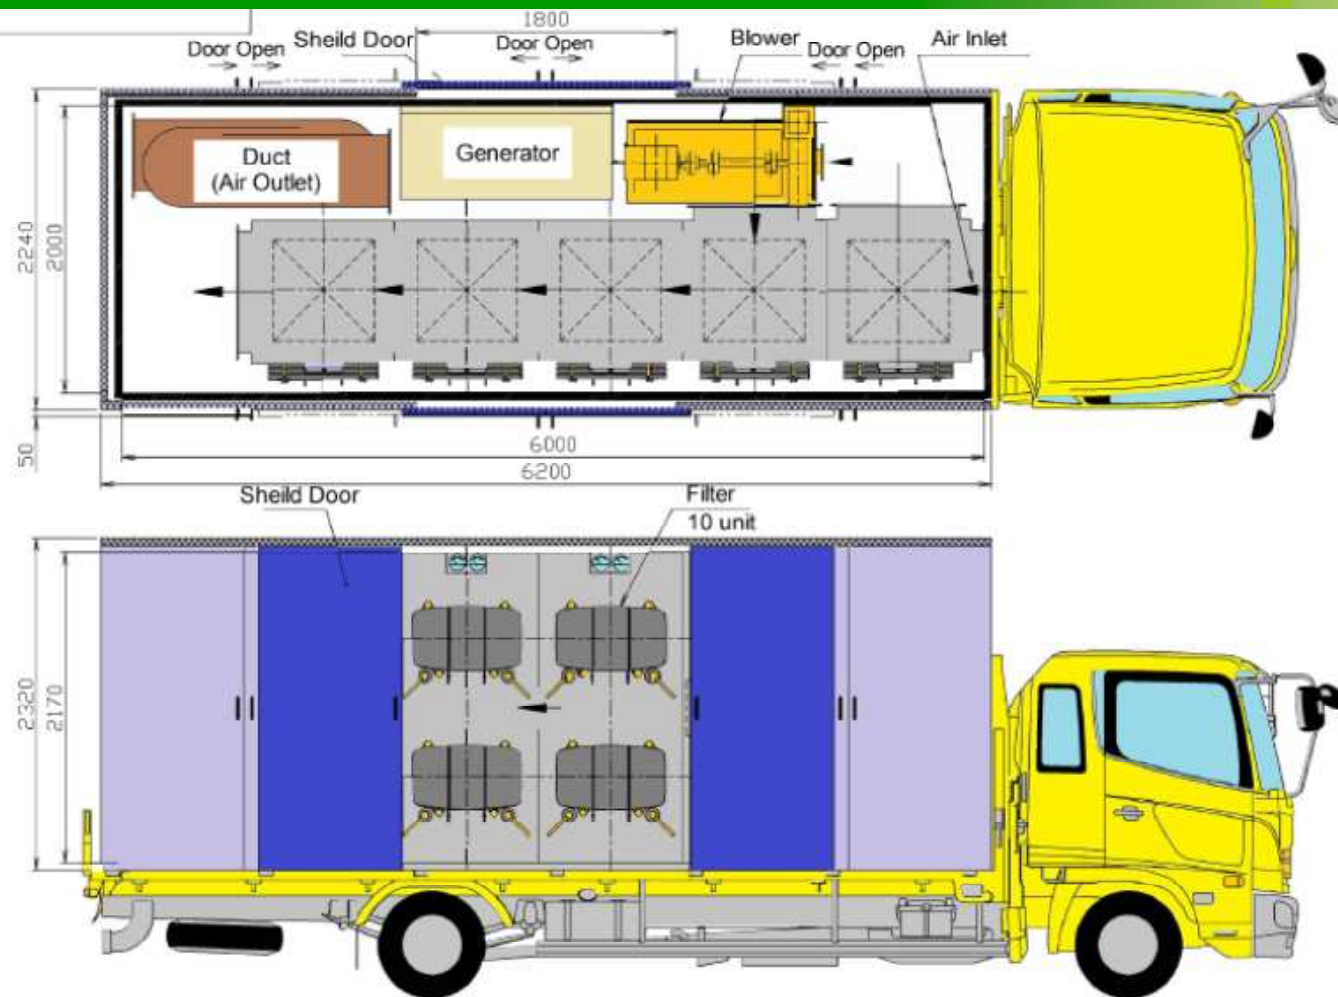 1800
Door Open
Sheild Door
Door Open
Blower
Door Open
Air Inlet
Duct
(Air Outlet)
Generator
2240
2000
50
6000
6200
Sheild Door
Filter
10 unit
2320
2170